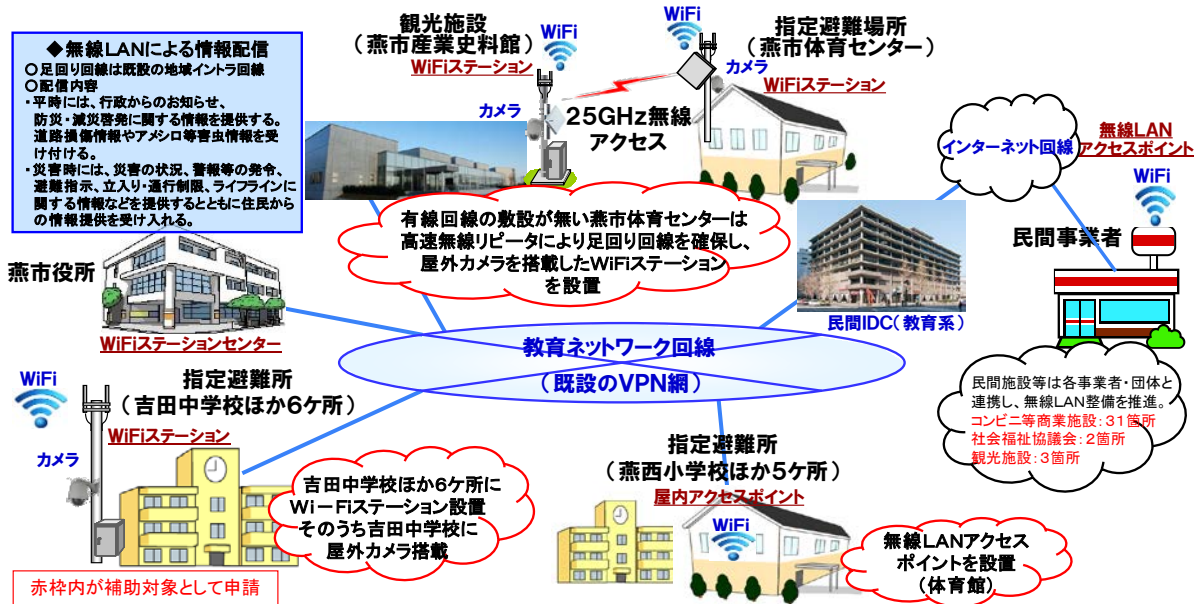 ◆無線LANによる情報配信
○足回り回線は既設の地域イントラ回線
○配信内容
・平時には、行政からのお知らせ、
防災・減災啓発に関する情報を提供する。
道路損傷情報やアメシロ等害虫情報を受
け付ける。
・災害時には、災害の状況、警報等の発令、
避難指示、立入り・通行制限、ライフラインに
関する情報などを提供するとともに住民から
の情報提供を受け入れる。
観光施設
（燕市産業史料館）
WiFiステーション
WiFi
カメラ
25GHz無線
アクセス
指定避難場所
（燕市体育センター）
WiFi
カメラ
WiFiステーション
インターネット回線
無線LAN
アクセスポイント
WiFi
民間事業者
有線回線の敷設が無い燕市体育センターは
高速無線リピータにより足回り回線を確保し、
屋外カメラを搭載したWiFiステーション
を設置
燕市役所
WiFiステーションセンター
民間IDC（教育系）
教育ネットワーク回線
（既設のVPN網）
民間施設等は各事業者・団体と
連携し、無線LAN整備を推進。
コンビニ等商業施設：31箇所
社会福祉協議会：2箇所
観光施設：3箇所
WiFi
指定避難所
（吉田中学校ほか6ケ所）
WiFiステーション
カメラ
吉田中学校ほか6ケ所に
Wi－Fiステーション設置
そのうち吉田中学校に
屋外カメラ搭載
指定避難所
（燕西小学校ほか5ケ所）
屋内アクセスポイント
WiFi
無線LANアクセス
ポイントを設置
（体育館）
赤枠内が補助対象として申請